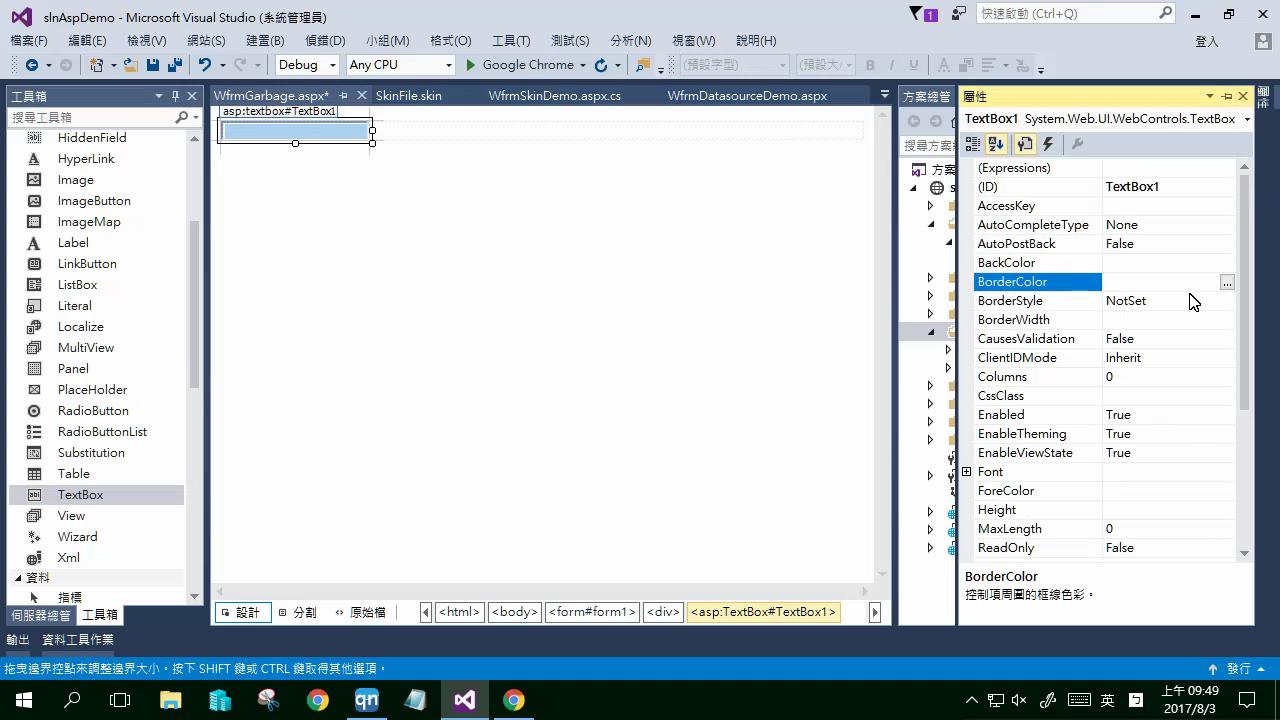 slnAspDemo - Microsoft Visual Studio (系統管理員)
1
快速啟動 (Ctrl+Q)
檔案(F) 編輯(E) 檢視(V) 網站(S) 建置(B) 偵錯(D) 小組(M) 格式(O) 工具(T) 測試(S) 分析(N) 視窗(W) 說明(H)
登入
Debug Any CPU Google Chrome (預設字型) (預設大 B I U A
工具箱
搜尋工具箱
HiddenField
HyperLink
Image
ImageButton
ImageMap
Label
LinkButton
ListBox
Literal
Localize
MultiView
Panel
PlaceHolder
RadioButton
RadioButtonList
Substitution
Table
TextBox
View
Wizard
Xml
資料
指標
伺服器總管 工具箱
WfrmGarbage.aspx* SkinFile.skin WfrmSkinDemo.aspx.cs WfrmDatasourceDemo.aspx
asp:textbox#TextBox1
設計 分割 原始檔
<html> <body> <form#form1> <div> <asp:TextBox#TextBox1>
方案總管
搜尋方案
方案
s
屬性
TextBox1 System.Web.UI.WebControls.TextBox
(Expressions)
(ID) TextBox1
AccessKey
AutoCompleteType None
AutoPostBack False
BackColor
BorderColor ...
BorderStyle NotSet
BorderWidth
CausesValidation False
ClientIDMode Inherit
Columns 0
CssClass
Enabled True
EnableTheming True
EnableViewState True
Font
ForeColor
Height
MaxLength 0
ReadOnly False
BorderColor
控制項周圍的框線色彩。
輸出 資料工具作業
拖曳邊界控點來調整邊界大小。按下 SHIFT 鍵或 CTRL 鍵取得其他選項。
發行
qn
英
上午 09:49
2017/8/3